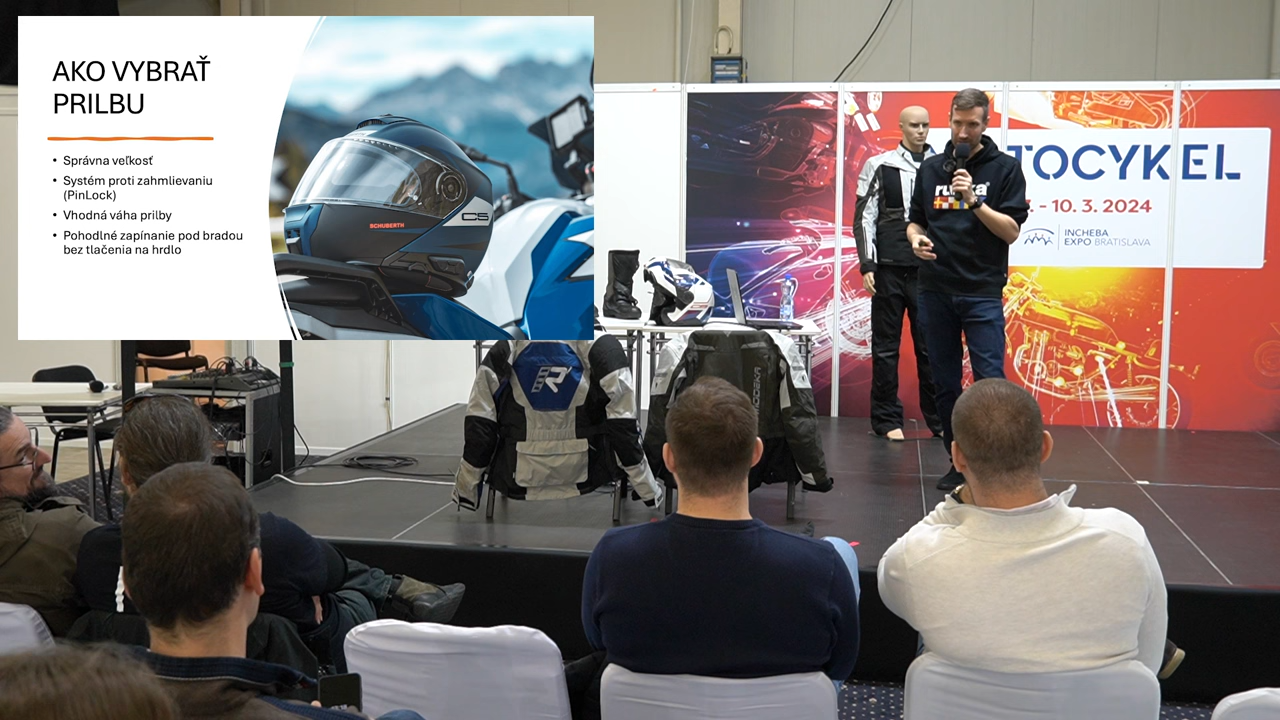 AKO VYBRAŤ
PRILBU
• Správna veľkosť
• Systém proti zahmlievaniu
(PinLock)
• Vhodná váha prilby
• Pohodlné zapínanie pod bradou
bez tlačenia na hrdlo
SCHUBERTH
C5
TOCYKEL
- 10. 3. 2024
INCHEBA
EXPO BRATISLAVA
R